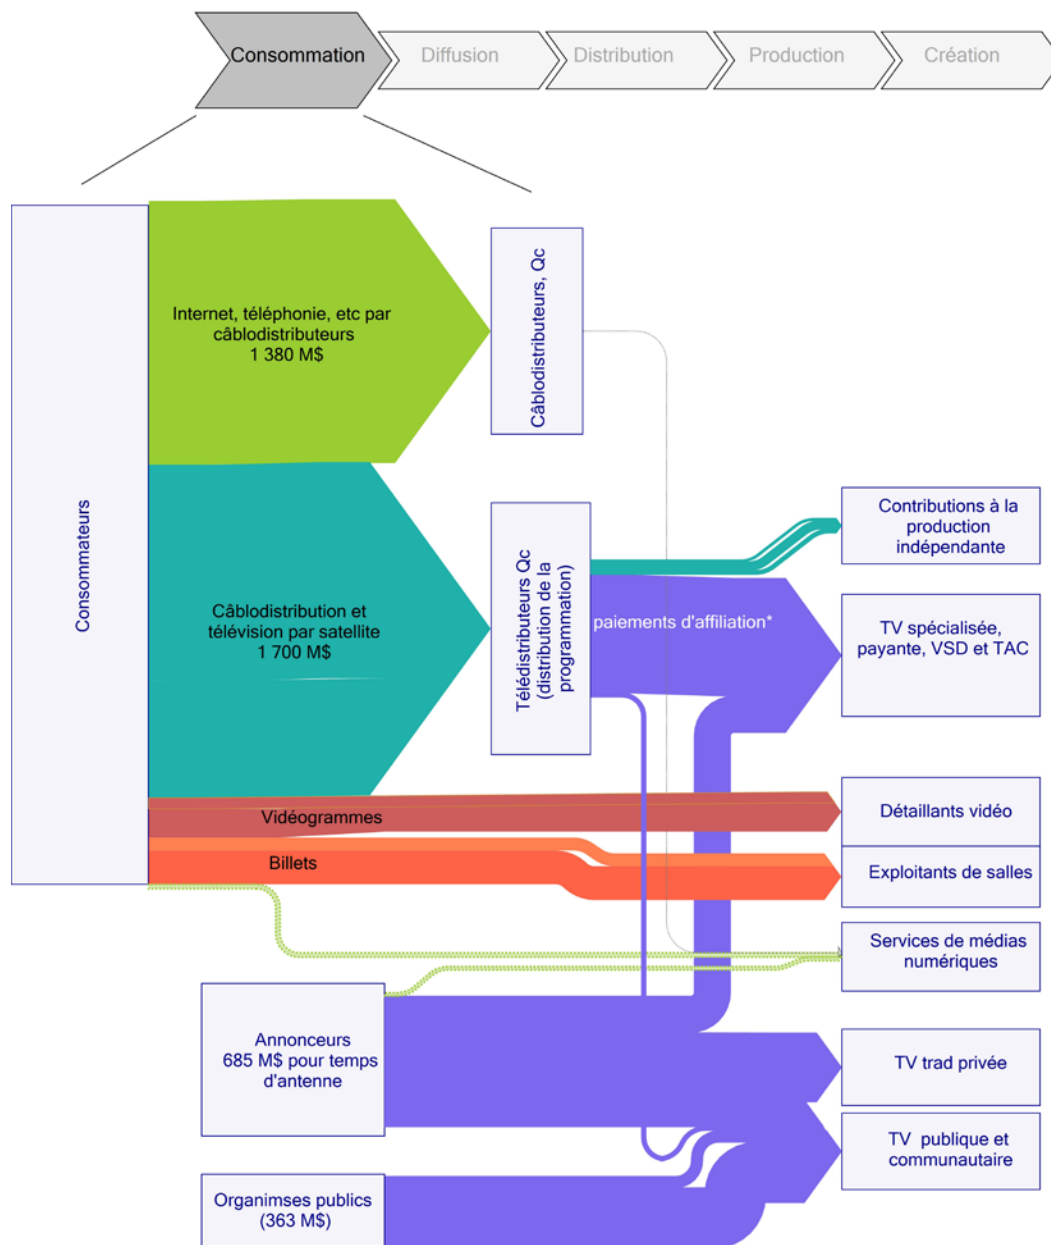 Consommation
Diffusion
Distribution
Production
Création
Consommateurs
Internet, téléphonie, etc par
câblodistributeurs
1 380 M$
Câblodistributeurs, Qc
Câblodistribution et
télévision par satellite
1 700 M$
Télédistributeurs Qc
(distribution de la
programmation)
Contributions à la
production
indépendante
paiements d'affiliation*
TV spécialisée,
payante, VSD et TAC
Vidéogrammes
Détaillants vidéo
Billets
Exploitants de salles
Services de médias
numériques
Annonceurs
685 M$ pour temps
d'antenne
TV trad privée
TV publique et
communautaire
Organimses publics
(363 M$)